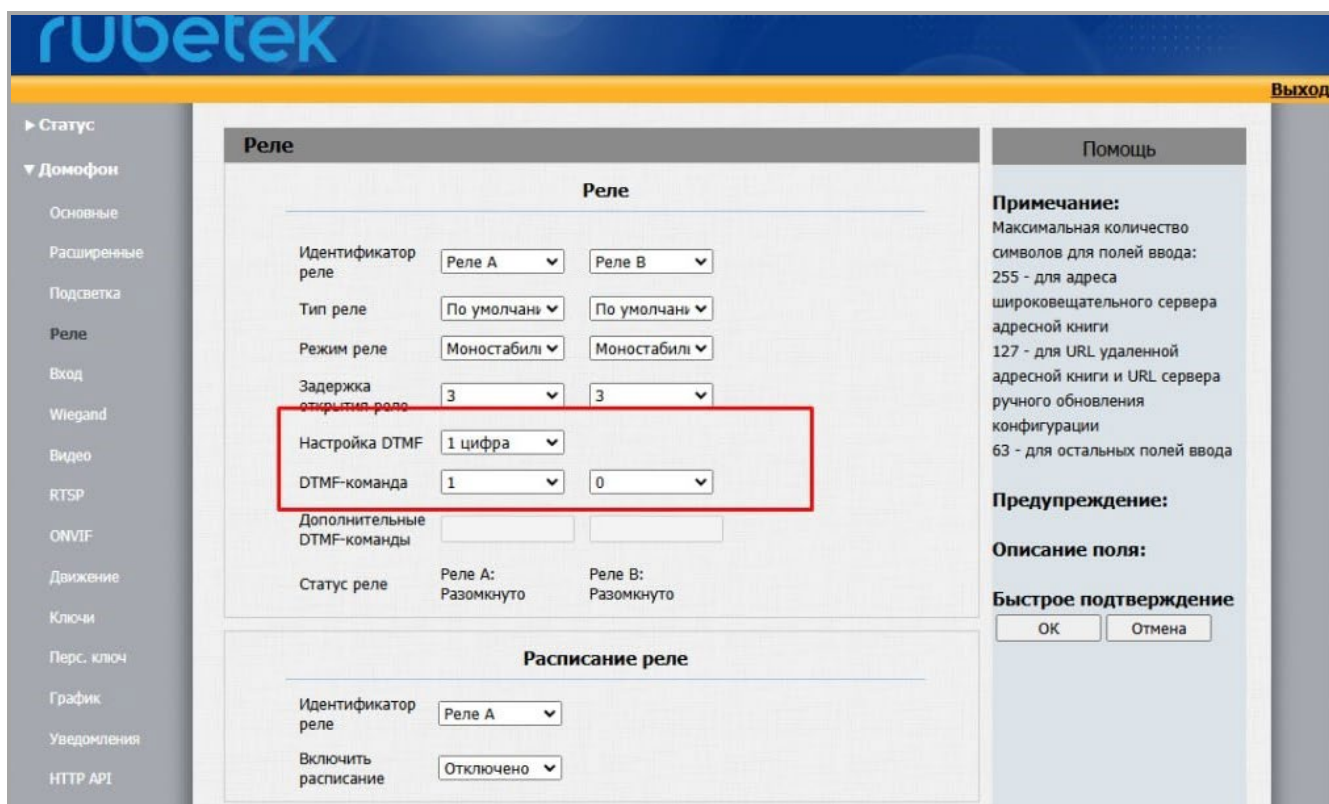 rubetek
Выход
Статус
Домофон
Основные
Расширенные
Подсветка
Реле
Вход
Wiegand
Видео
RTSP
ONVIF
Движение
Ключи
Перс. ключ
График
Уведомления
HTTP API
Реле
Реле
Идентификатор
реле
Реле A
Реле B
Тип реле
По умолчани
По умолчани
Режим реле
Моностабил
Моностабил
Задержка
открытия реле
3
3
Настройка DTMF
1 цифра
DTMF-команда
1
0
Дополнительные
DTMF-команды
Статус реле
Реле A:
Разомкнуто
Реле B:
Разомкнуто
Расписание реле
Идентификатор
реле
Реле A
Включить
расписание
Отключено
Помощь
Примечание:
Максимальная количество
символов для полей ввода:
255 - для адреса
широковещательного сервера
адресной книги
127 - для URL удаленной
адресной книги и URL сервера
ручного обновления
конфигурации
63 - для остальных полей ввода
Предупреждение:
Описание поля:
Быстрое подтверждение
OK
Отмена